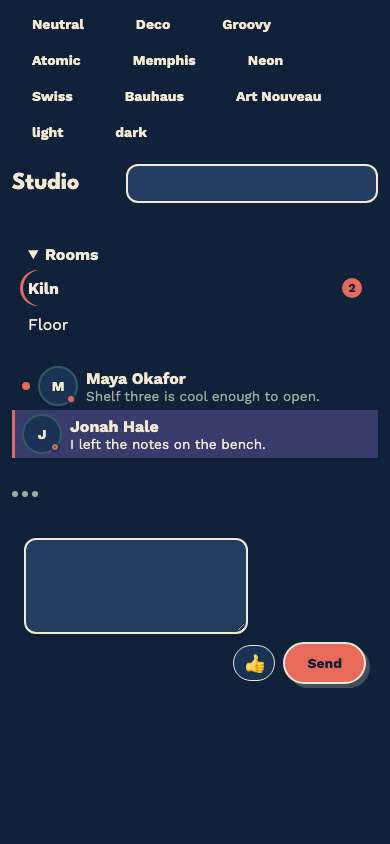 Neutral Deco Groovy
Atomic Memphis Neon
Swiss Bauhaus Art Nouveau
light dark
Studio
▼ Rooms
Kiln 2
Floor
M Maya Okafor
Shelf three is cool enough to open.
J Jonah Hale
I left the notes on the bench.
👍 Send